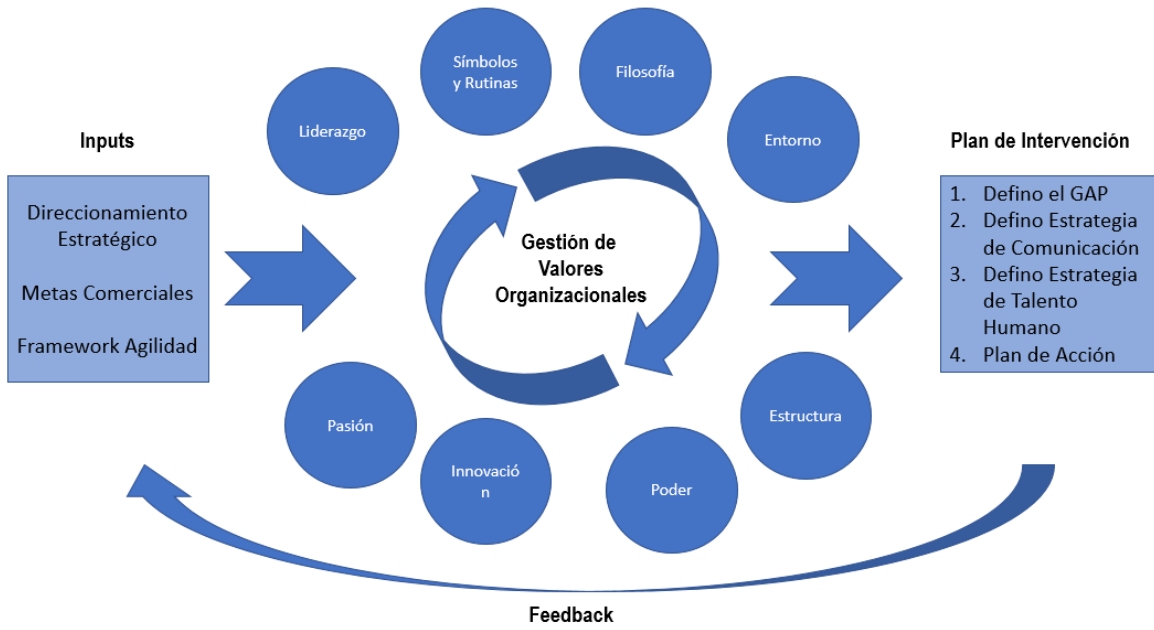 Inputs
Direccionamiento
Estratégico
Metas Comerciales
Framework Agilidad
Liderazgo
Símbolos
y Rutinas
Filosofía
Entorno
Gestión de
Valores
Organizacionales
Pasión
Innovació
n
Poder
Estructura
Plan de Intervención
1. Defino el GAP
2. Defino Estrategia
de Comunicación
3. Defino Estrategia
de Talento
Humano
4. Plan de Acción
Feedback